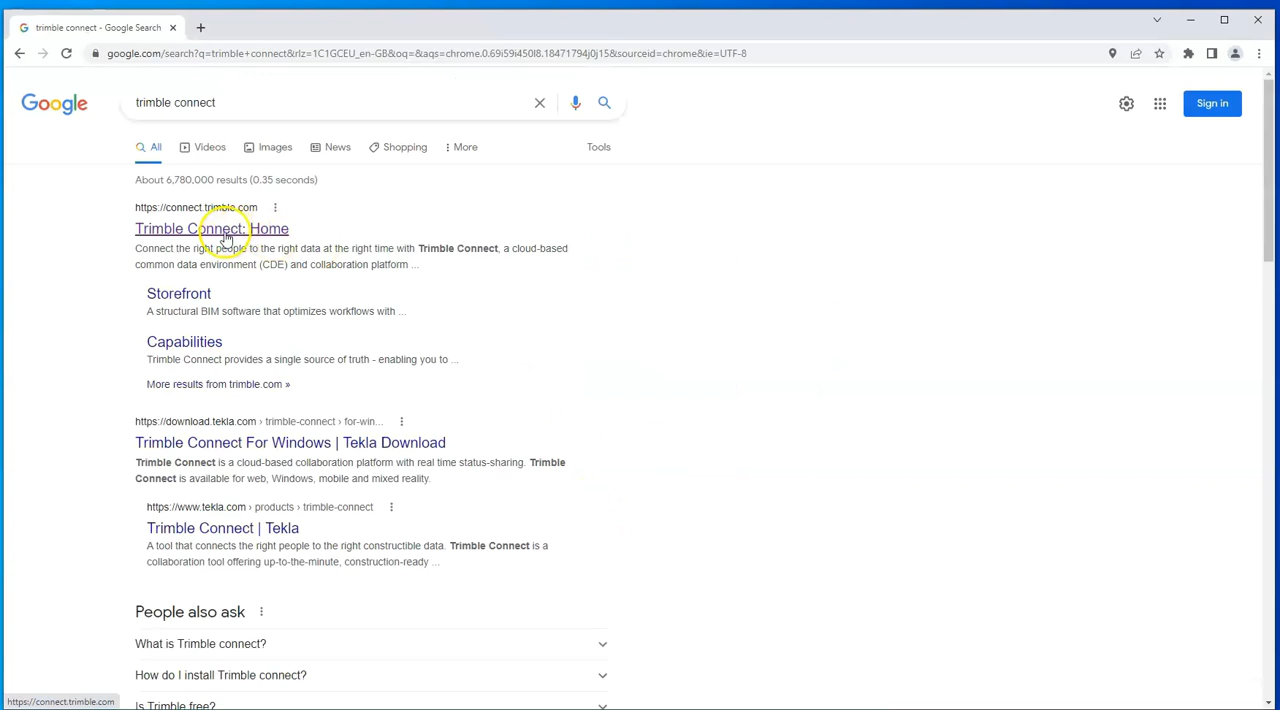 trimble connect - Google Search
google.com/search?q=trimble+connect&rlz=1C1GCEU_en-GB&oq=&aqs=chrome.0.69i59i450l8.18471794j0j15&sourceid=chrome&ie=UTF-8
Google
trimble connect
Sign in
All Videos Images News Shopping More Tools
About 6,780,000 results (0.35 seconds)
https://connect.trimble.com
Trimble Connect: Home
Connect the right people to the right data at the right time with Trimble Connect, a cloud-based
common data environment (CDE) and collaboration platform ...
Storefront
A structural BIM software that optimizes workflows with ...
Capabilities
Trimble Connect provides a single source of truth - enabling you to ...
More results from trimble.com »
https://download.tekla.com › trimble-connect › for-win...
Trimble Connect For Windows | Tekla Download
Trimble Connect is a cloud-based collaboration platform with real time status-sharing. Trimble
Connect is available for web, Windows, mobile and mixed reality.
https://www.tekla.com › products › trimble-connect
Trimble Connect | Tekla
A tool that connects the right people to the right constructible data. Trimble Connect is a
collaboration tool offering up-to-the-minute, construction-ready ...
People also ask
What is Trimble connect?
How do I install Trimble connect?
Is Trimble free?
https://connect.trimble.com